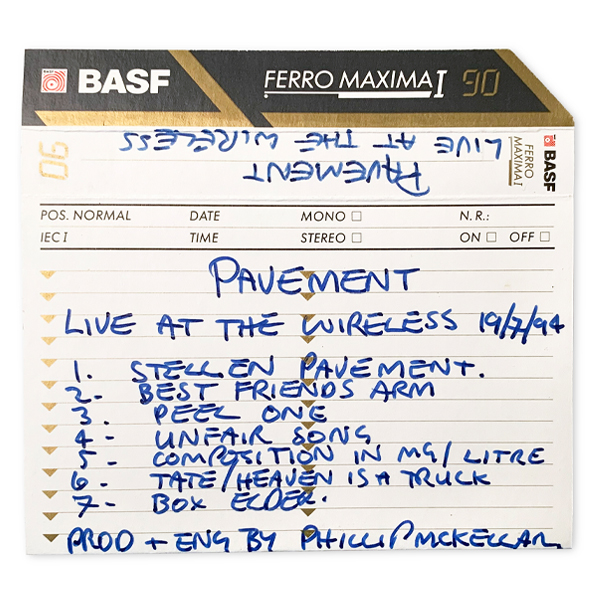 BASF FERRO MAXIMA I 90
LIVE AT THE WIRELESS
PAVEMENT
90 BASF FERRO MAXIMA I
POS. NORMAL DATE MONO N.R.:
IEC I TIME STEREO ON OFF
PAVEMENT
LIVE AT THE WIRELESS 19/7/94
1. STELLEN PAVEMENT.
2- BEST FRIENDS ARM
3. PEEL ONE
4- UNFAIR SONG
5- COMPOSITION IN MG/LITRE
6- TATE/HEAVEN IS A TRUCK
7- BOX ELDER.
PROD + ENG BY PHILLIP MCKELLAR